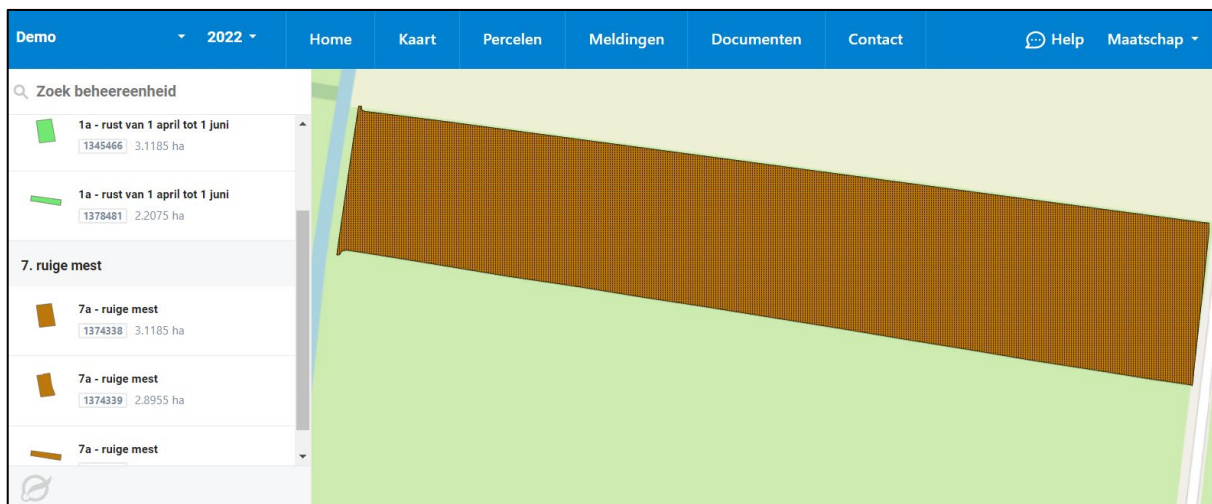 Demo 2022 Home Kaart Percelen Meldingen Documenten Contact Help Maatschap
Zoek beheereenheid
1a - rust van 1 april tot 1 juni
1345466 3.1185 ha
1a - rust van 1 april tot 1 juni
1378481 2.2075 ha
7. ruige mest
7a - ruige mest
1374338 3.1185 ha
7a - ruige mest
1374339 2.8955 ha
7a - ruige mest